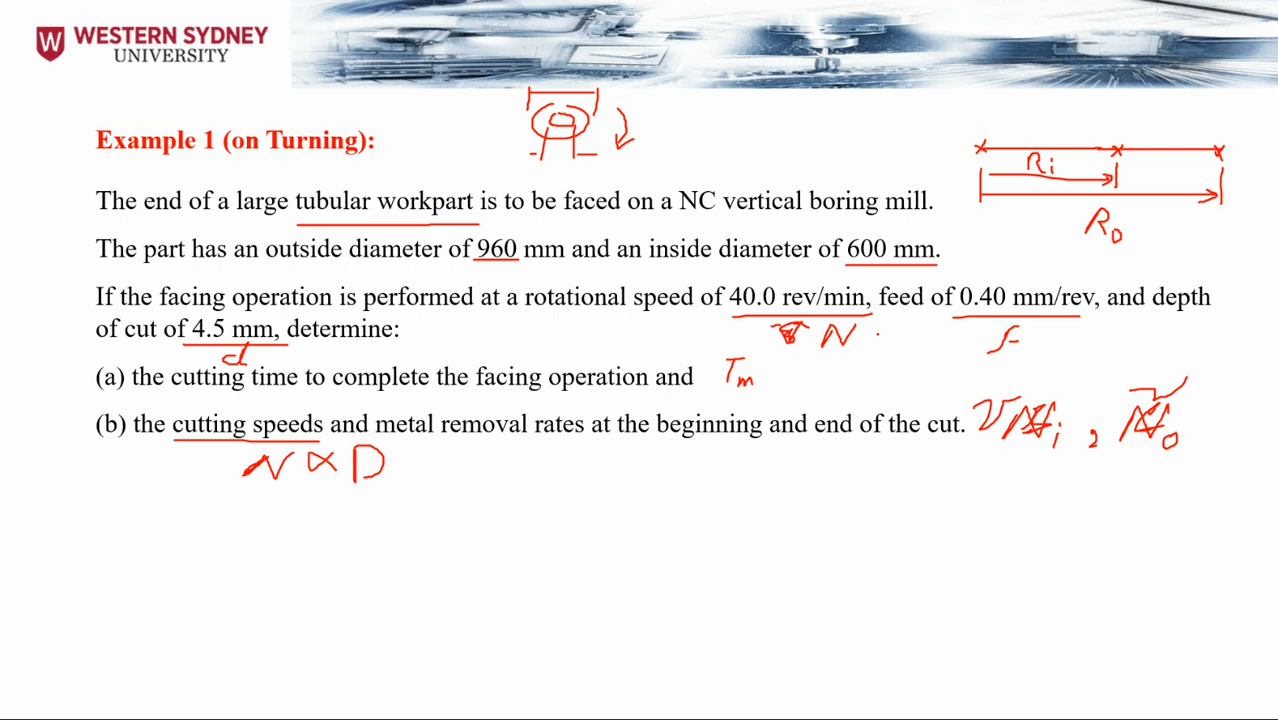 WESTERN SYDNEY
UNIVERSITY
Example 1 (on Turning):
Ri
Ro
The end of a large tubular workpart is to be faced on a NC vertical boring mill.
The part has an outside diameter of 960 mm and an inside diameter of 600 mm.
If the facing operation is performed at a rotational speed of 40.0 rev/min, feed of 0.40 mm/rev, and depth
of cut of 4.5 mm, determine:
N
f
d
(a) the cutting time to complete the facing operation and Tm
(b) the cutting speeds and metal removal rates at the beginning and end of the cut.
N ∝ D